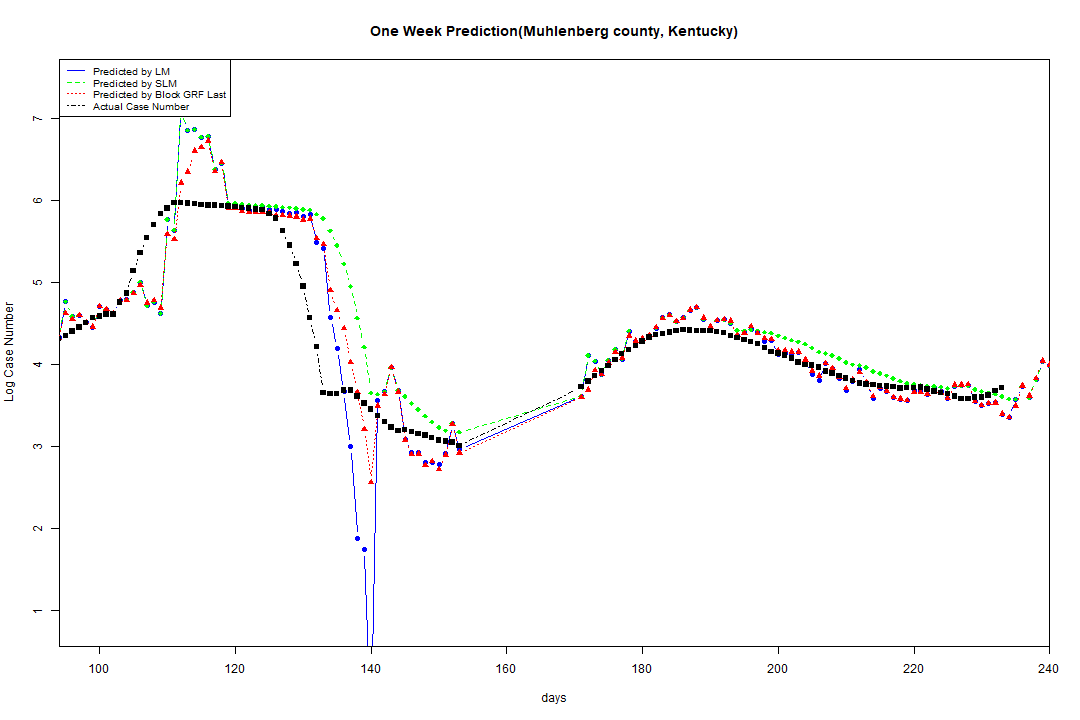 One Week Prediction(Muhlenberg county, Kentucky)
Predicted by LM
Predicted by SLM
Predicted by Block GRF Last
Actual Case Number
Log Case Number
7
6
5
4
3
2
1
100 120 140 160 180 200 220 240
days